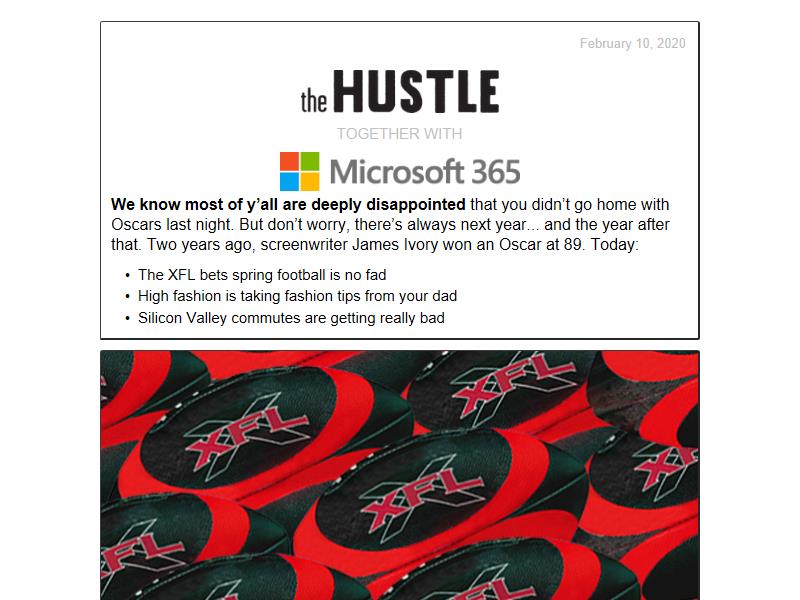 February 10, 2020
the HUSTLE
TOGETHER WITH
Microsoft 365
We know most of y’all are deeply disappointed that you didn’t go home with
Oscars last night. But don’t worry, there’s always next year... and the year after
that. Two years ago, screenwriter James Ivory won an Oscar at 89. Today:
• The XFL bets spring football is no fad
• High fashion is taking fashion tips from your dad
• Silicon Valley commutes are getting really bad
XFL
XFL
XFL
XFL
XFL
XFL
XFL